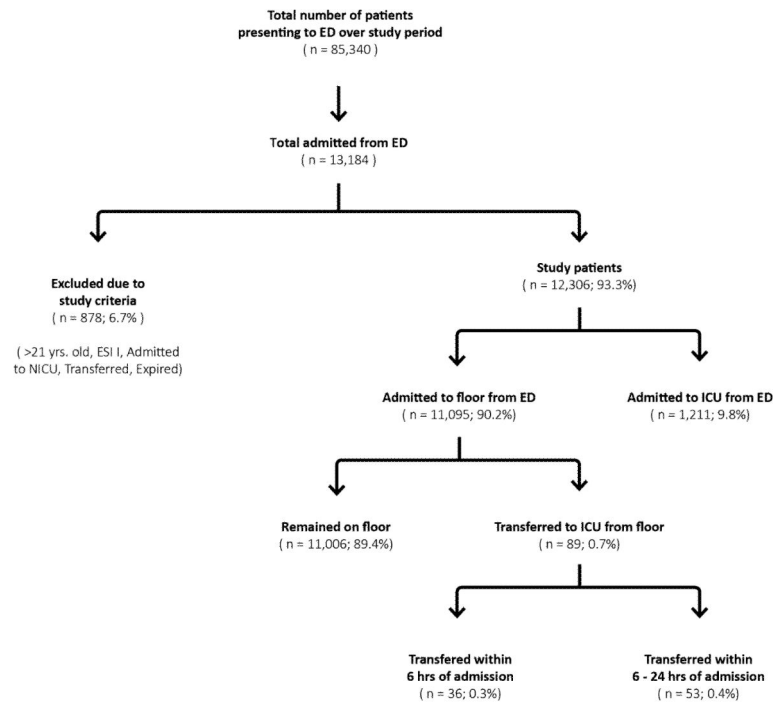 Total number of patients
presenting to ED over study period
( n = 85,340 )
Total admitted from ED
( n = 13,184 )
Excluded due to
study criteria
( n = 878; 6.7% )
( >21 yrs. old, ESI I, Admitted
to NICU, Transferred, Expired)
Study patients
( n = 12,306; 93.3%)
Admitted to floor from ED
( n = 11,095; 90.2%)
Admitted to ICU from ED
( n = 1,211; 9.8%)
Remained on floor
( n = 11,006; 89.4%)
Transferred to ICU from floor
( n = 89; 0.7%)
Transfered within
6 hrs of admission
( n = 36; 0.3%)
Transferred within
6 - 24 hrs of admission
( n = 53; 0.4%)